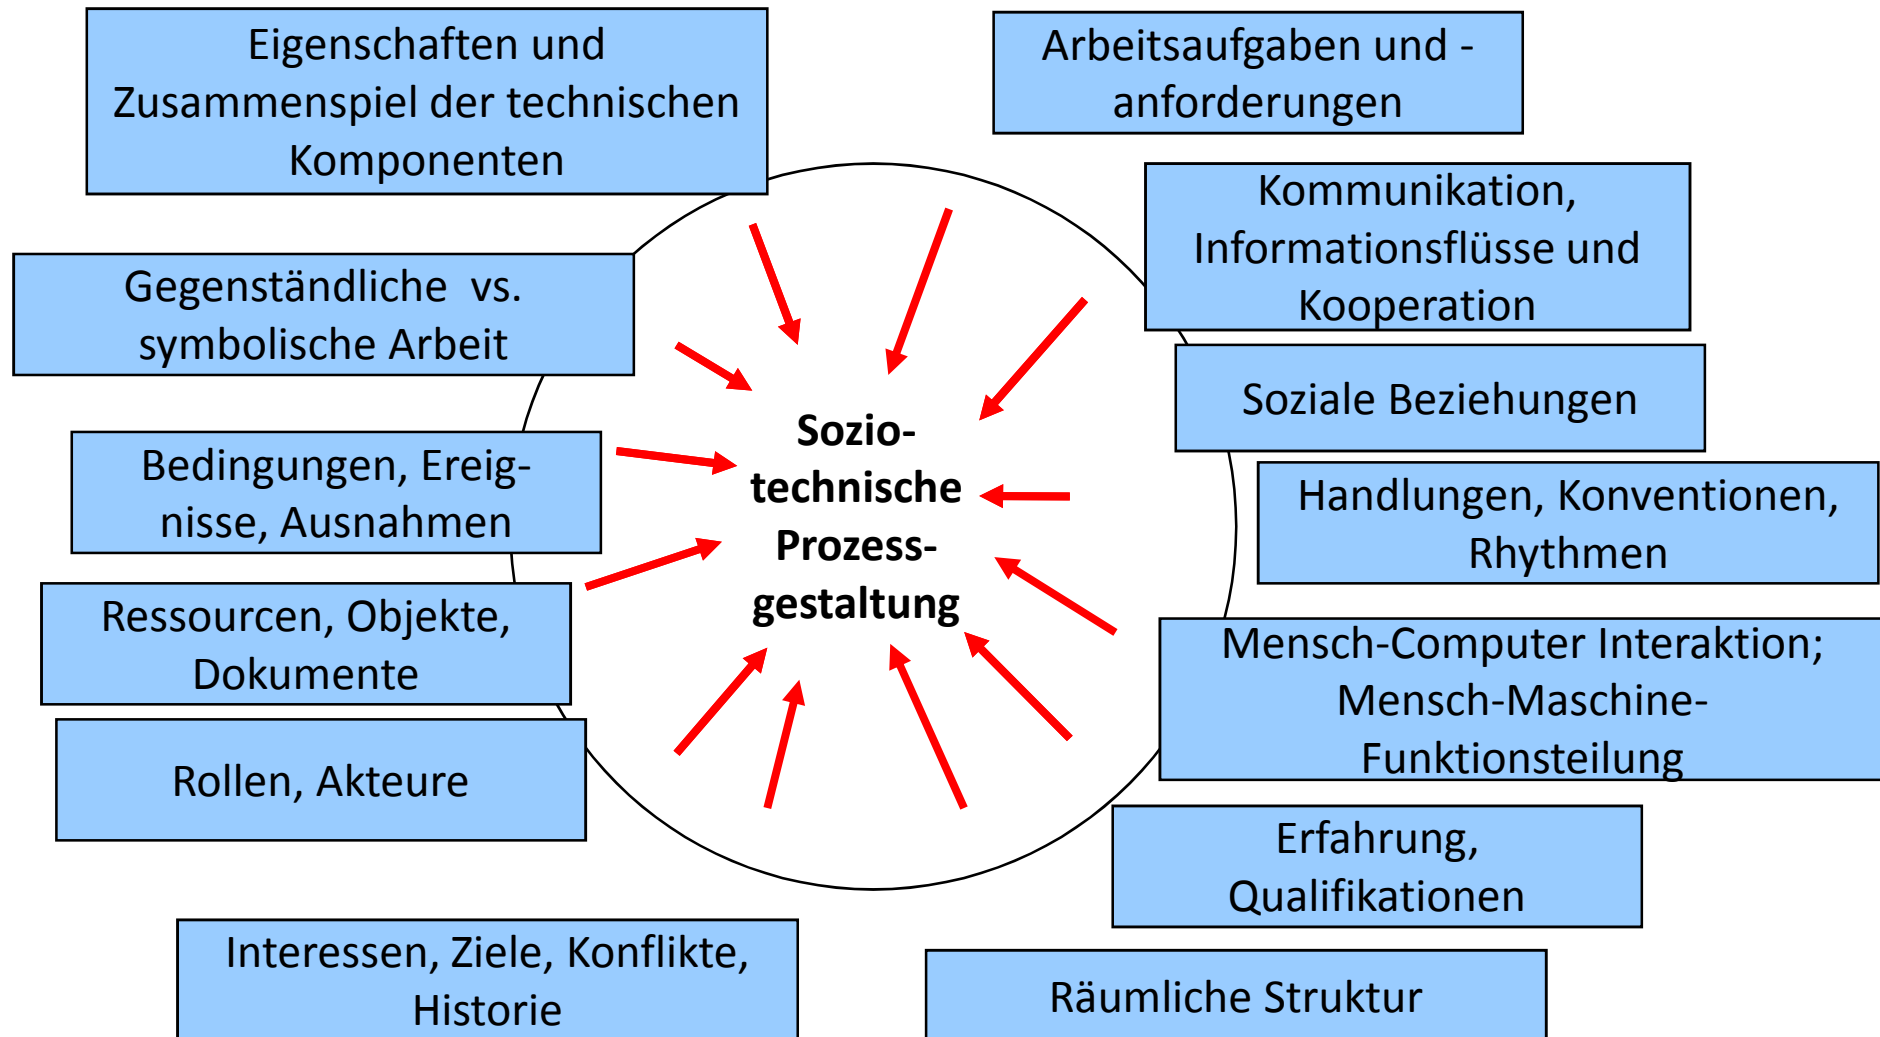 Eigenschaften und
Zusammenspiel der technischen
Komponenten
Arbeitsaufgaben und -
anforderungen
Kommunikation,
Informationsflüsse und
Kooperation
Gegenständliche vs.
symbolische Arbeit
Soziale Beziehungen
Sozio-
technische
Prozess-
gestaltung
Bedingungen, Ereig-
nisse, Ausnahmen
Handlungen, Konventionen,
Rhythmen
Ressourcen, Objekte,
Dokumente
Mensch-Computer Interaktion;
Mensch-Maschine-
Funktionsteilung
Rollen, Akteure
Erfahrung,
Qualifikationen
Interessen, Ziele, Konflikte,
Historie
Räumliche Struktur